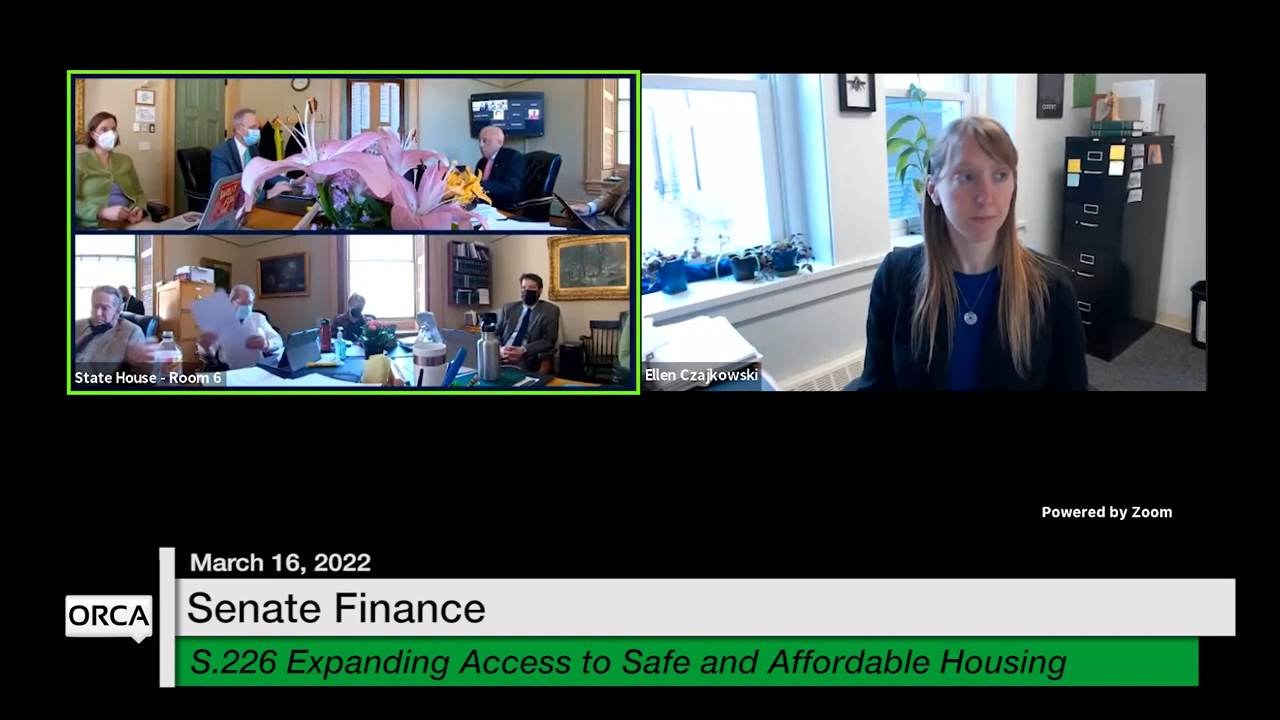 State House - Room 6
Ellen Czajkowski
Powered by Zoom
March 16, 2022
ORCA
Senate Finance
S.226 Expanding Access to Safe and Affordable Housing